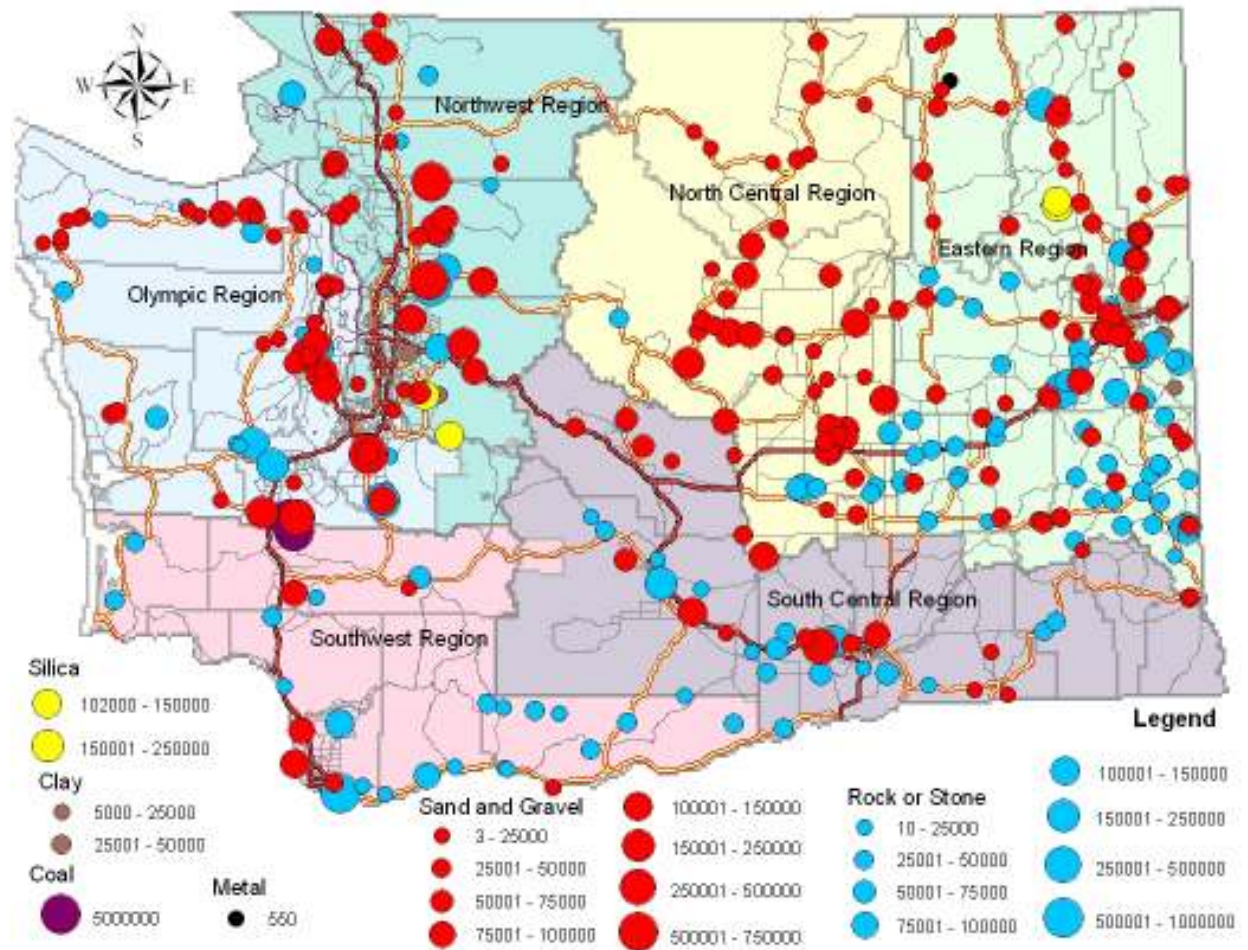 N
W E
S
Northwest Region
North Central Region
Eastern Region
Olympic Region
South Central Region
Southwest Region
Silica
102000 - 150000
150001 - 250000
Clay
5000 - 25000
25001 - 50000
Coal
5000000
Metal
550
Sand and Gravel
3 - 25000
25001 - 50000
50001 - 75000
75001 - 100000
100001 - 150000
150001 - 250000
250001 - 500000
500001 - 750000
Rock or Stone
10 - 25000
25001 - 50000
50001 - 75000
75001 - 100000
Legend
100001 - 150000
150001 - 250000
250001 - 500000
500001 - 1000000